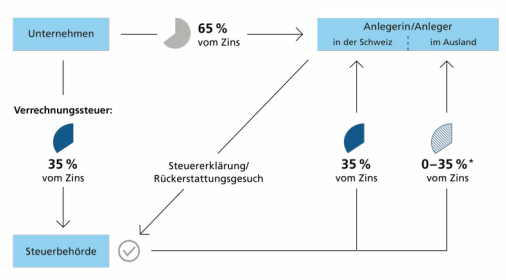 Unternehmen
65 %
vom Zins
Anlegerin/Anleger
in der Schweiz
im Ausland
Verrechnungssteuer:
35 %
vom Zins
Steuererklärung/
Rückerstattungsgesuch
35 %
vom Zins
0–35 %*
vom Zins
Steuerbehörde